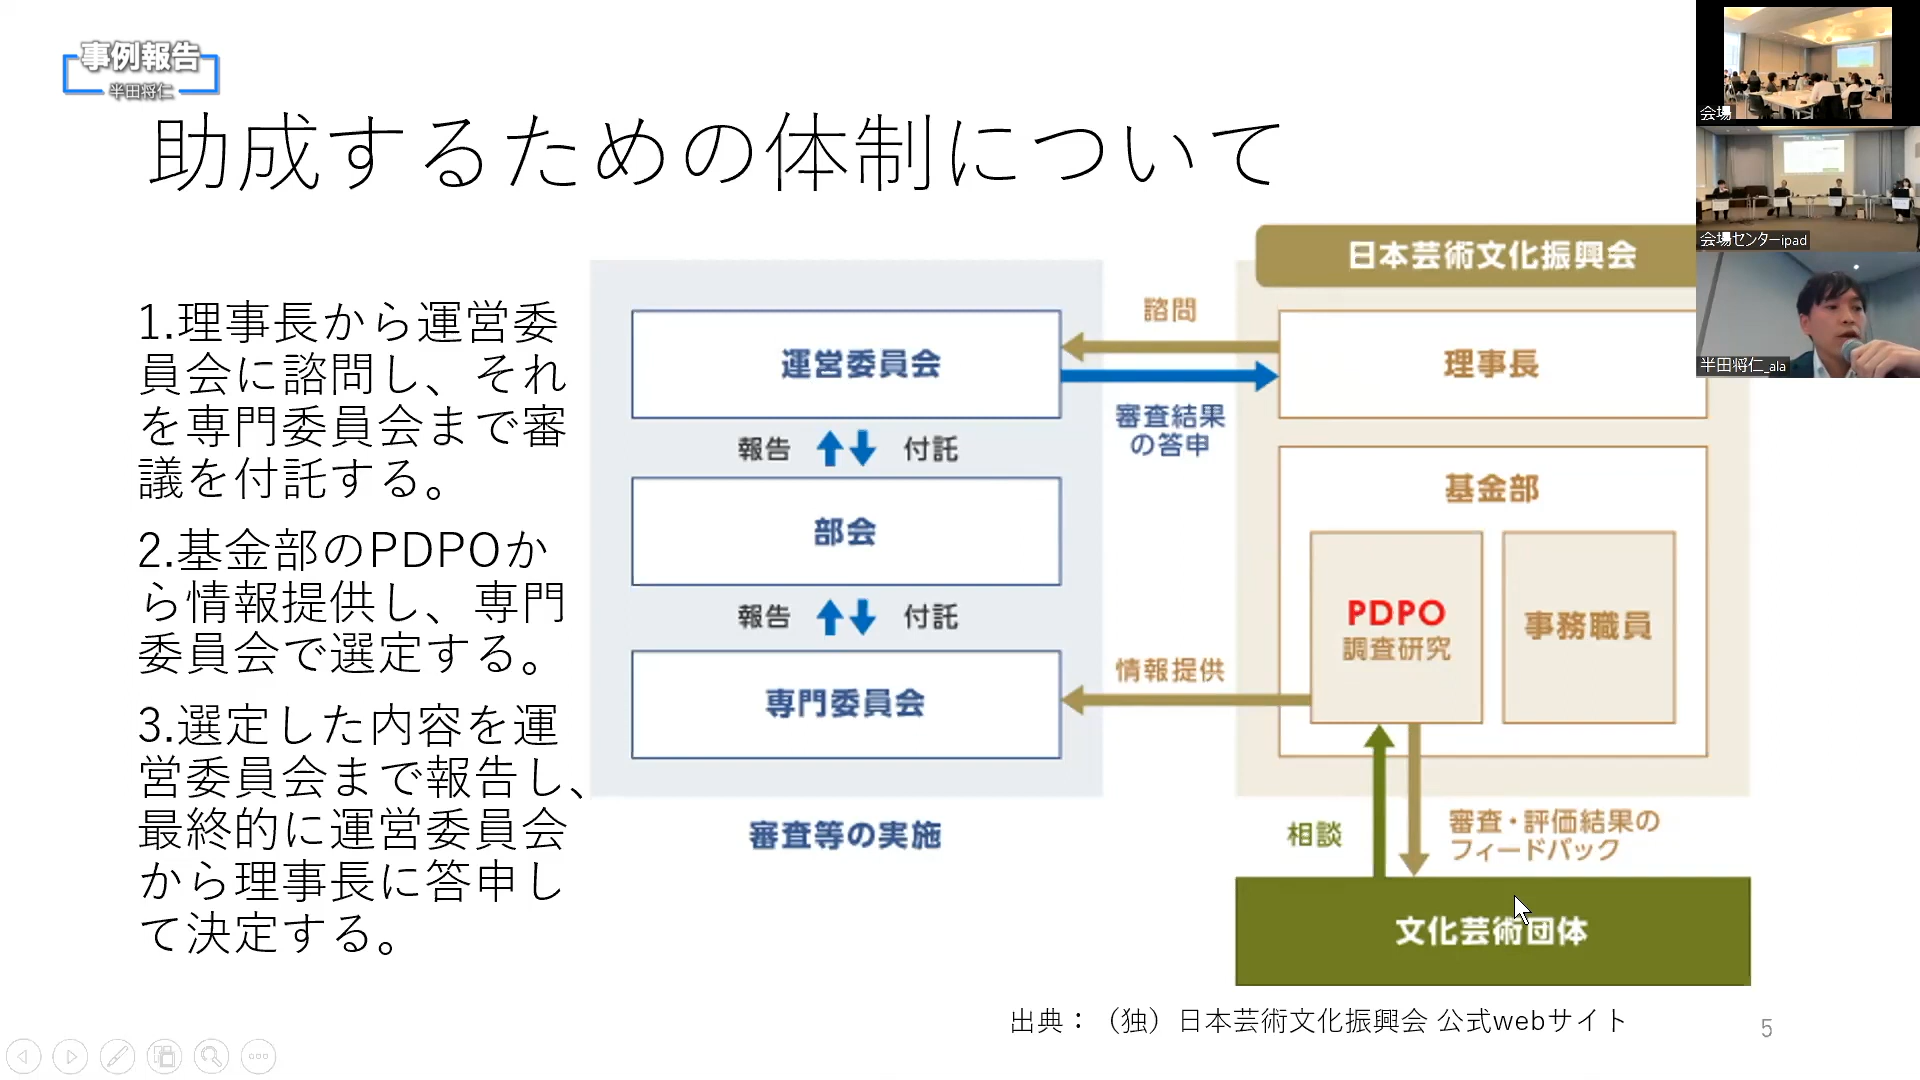 事例報告
半田将仁
助成するための体制について
1.理事長から運営委
員会に諮問し、それ
を専門委員会まで審
議を付託する。
2.基金部のPDPOか
ら情報提供し、専門
委員会で選定する。
3.選定した内容を運
営委員会まで報告し、
最終的に運営委員会
から理事長に答申し
て決定する。
運営委員会
報告 付託
部会
報告 付託
専門委員会
審査等の実施
諮問
審査結果
の答申
情報提供
日本芸術文化振興会
理事長
基金部
PDPO
調査研究
事務職員
相談
審査・評価結果の
フィードバック
文化芸術団体
出典：（独）日本芸術文化振興会 公式webサイト
5
会場
会場センターipad
半田将仁_ala